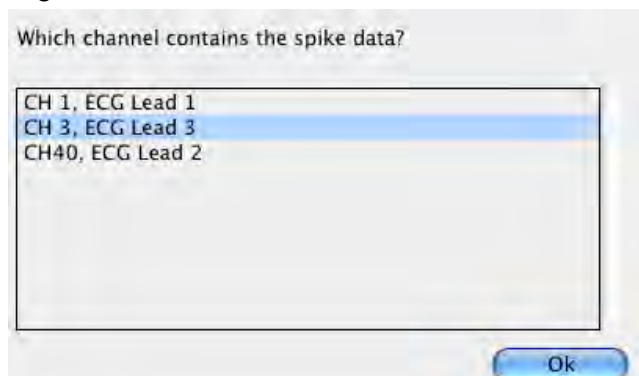 Which channel contains the spike data?
CH 1, ECG Lead 1
CH 3, ECG Lead 3
CH40, ECG Lead 2
Ok